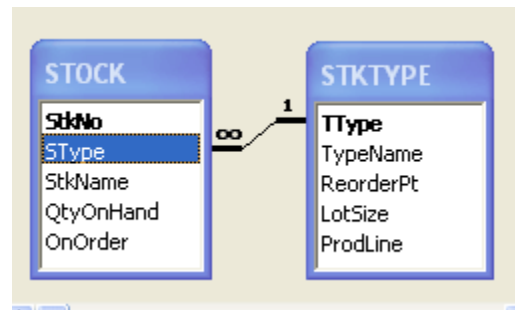 STOCK
StkNo
SType
StkName
QtyOnHand
OnOrder
∞
1
STKTYPE
TType
TypeName
ReorderPt
LotSize
ProdLine